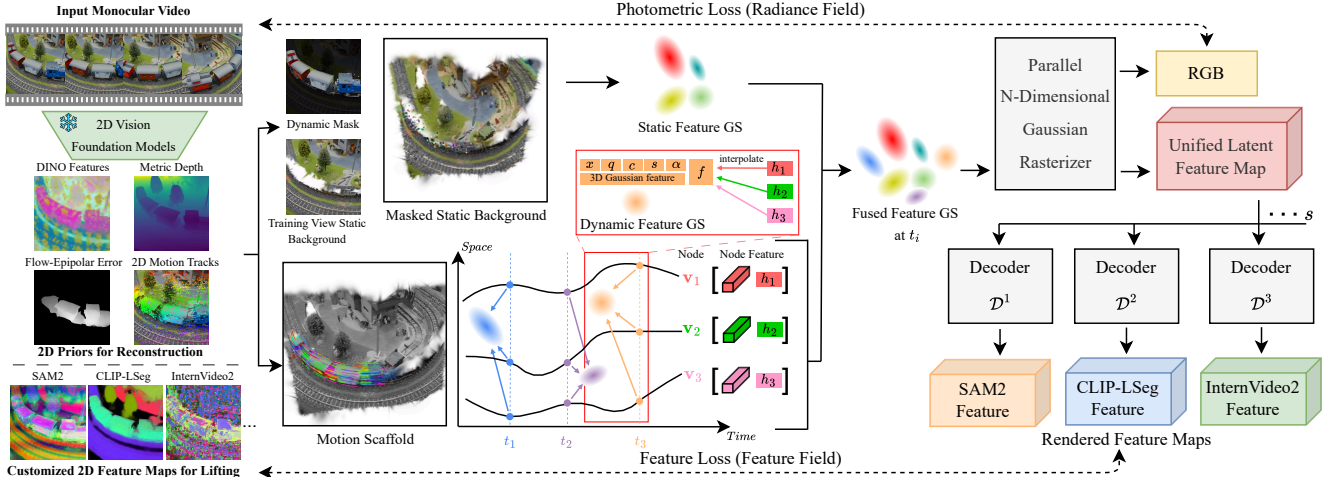 Input Monocular Video
2D Vision
Foundation Models
DINO Features
Metric Depth
Flow-Epipolar Error
2D Motion Tracks
2D Priors for Reconstruction
SAM2
CLIP-LSeg
InternVideo2
...
Customized 2D Feature Maps for Lifting
Photometric Loss (Radiance Field)
Dynamic Mask
Training View Static
Background
Masked Static Background
Motion Scaffold
Static Feature GS
x q c s α f
3D Gaussian feature
interpolate
h₁
h₂
h₃
Dynamic Feature GS
Space
Node
Node Feature
v₁ [ h₁ ]
v₂ [ h₂ ]
v₃ [ h₃ ]
t₁
t₂
t₃
Time
Feature Loss (Feature Field)
Fused Feature GS
at tᵢ
Parallel
N-Dimensional
Gaussian
Rasterizer
RGB
Unified Latent
Feature Map
... s
Decoder
𝒟¹
Decoder
𝒟²
Decoder
𝒟³
SAM2
Feature
CLIP-LSeg
Feature
InternVideo2
Feature
Rendered Feature Maps